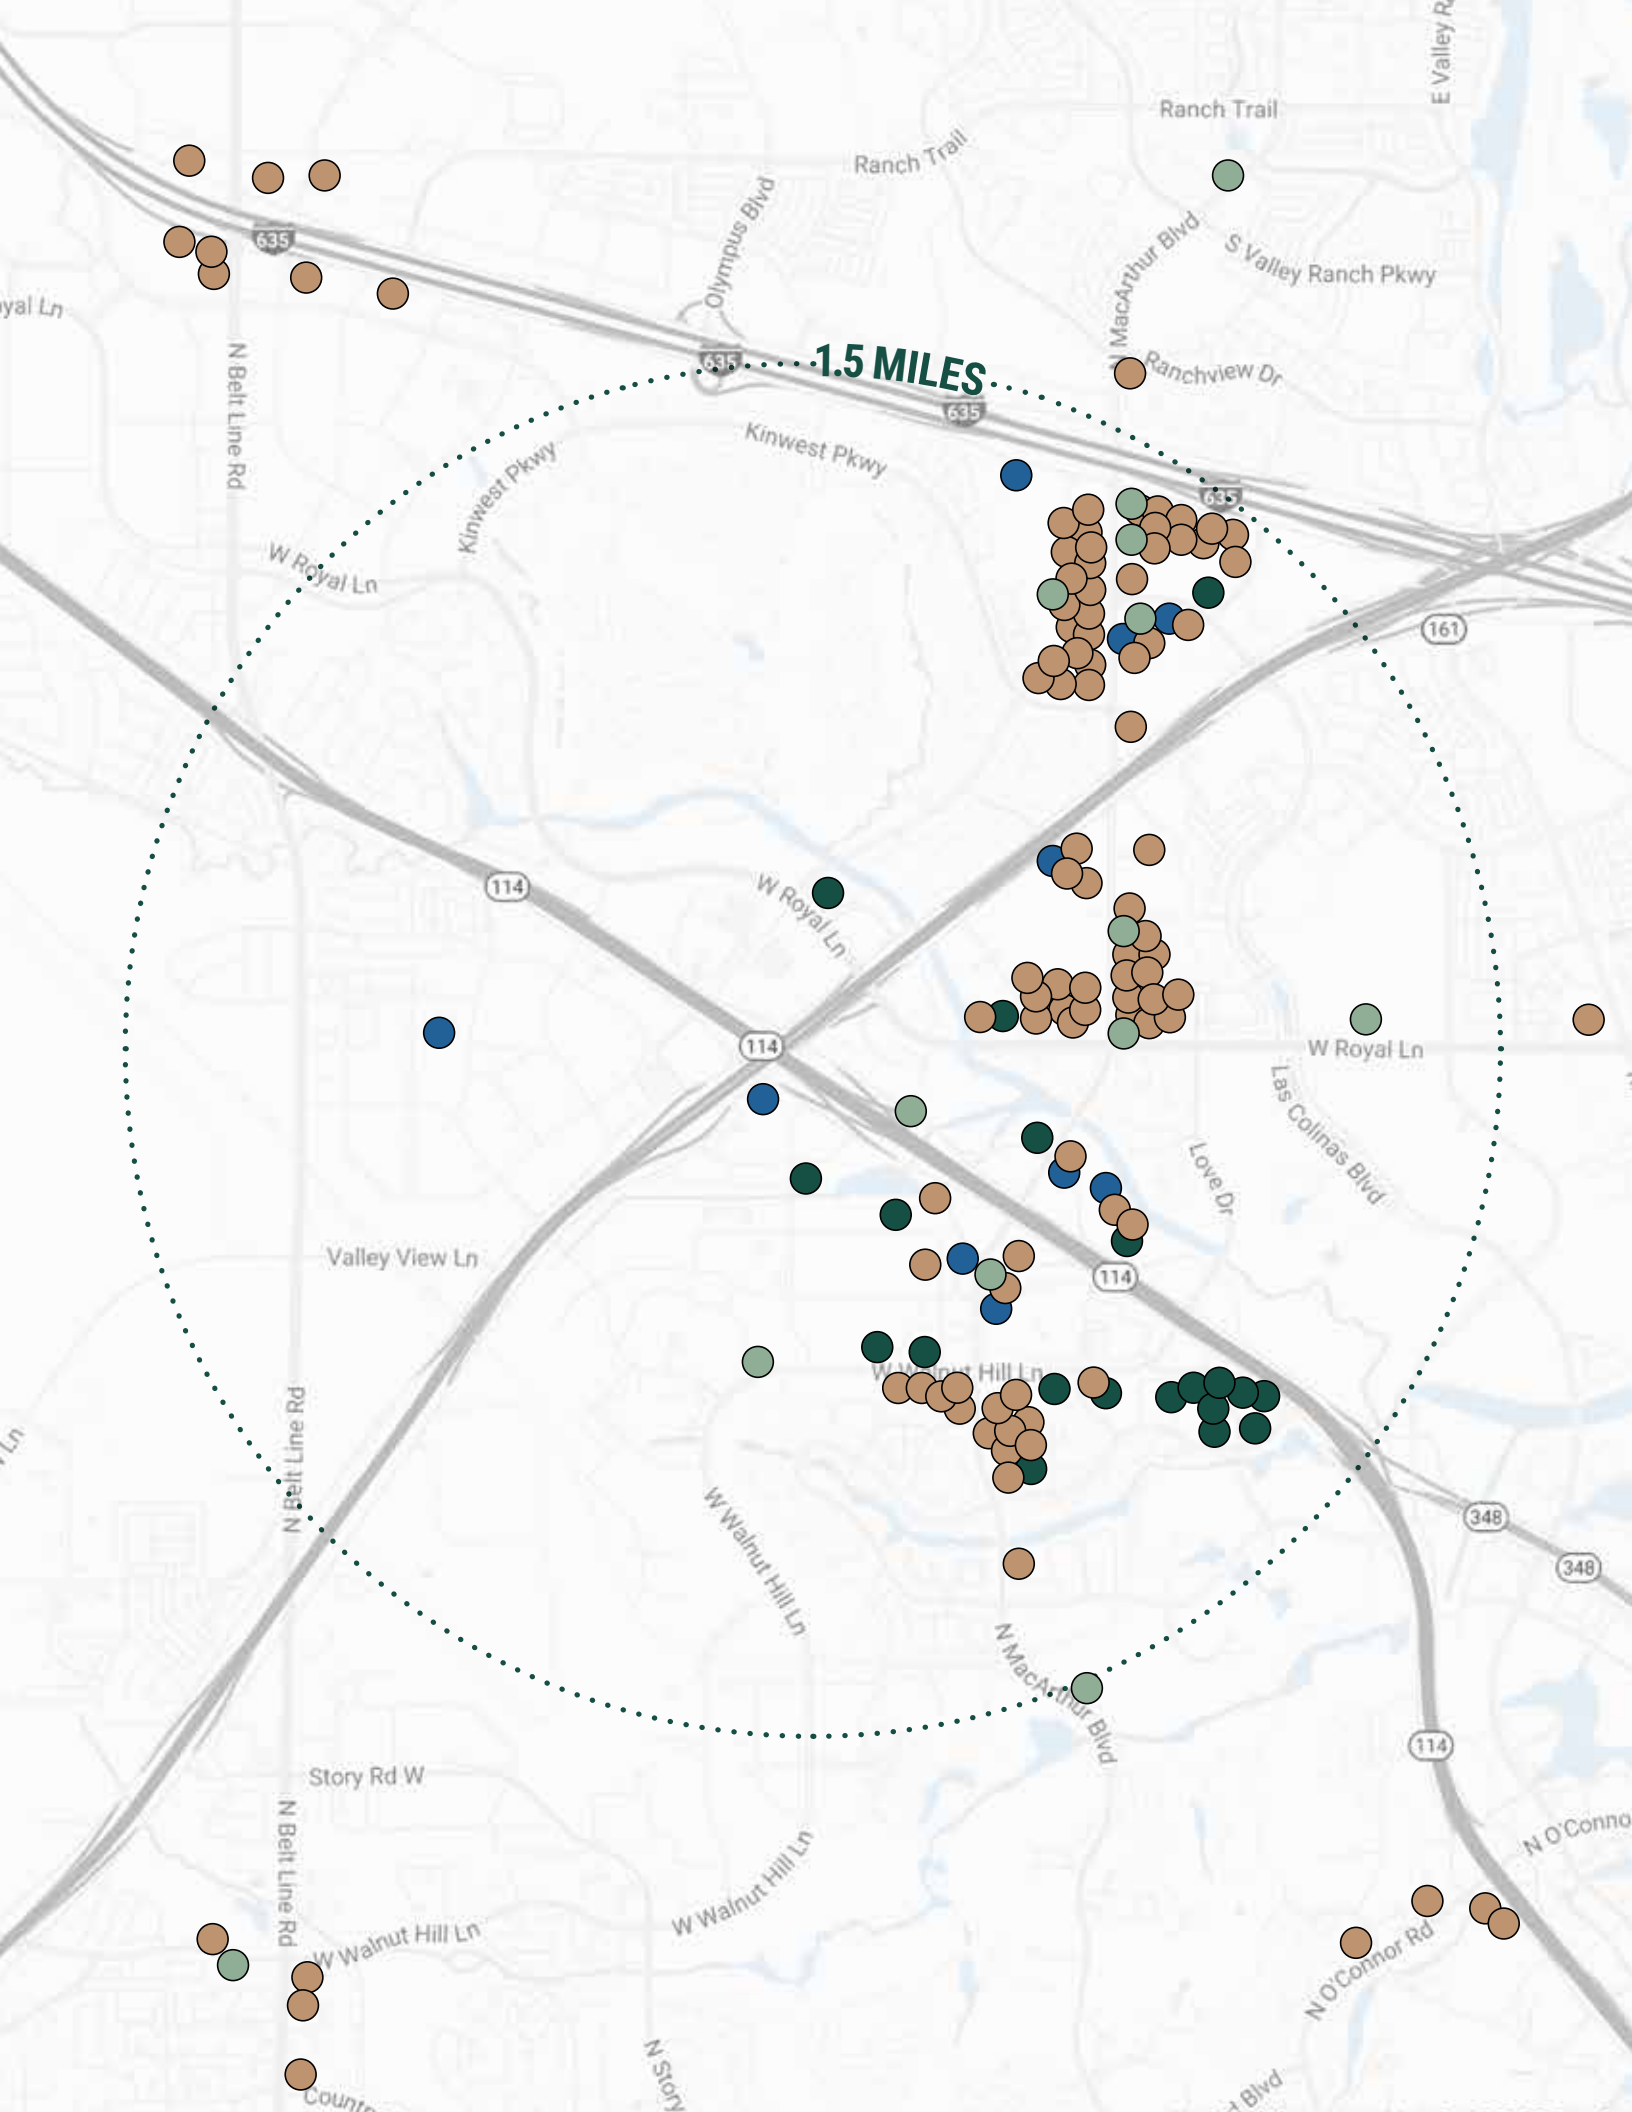 E Valley R
Ranch Trail
Ranch Trail
N MacArthur Blvd
S Valley Ranch Pkwy
Olympus Blvd
635
yal Ln
N Belt Line Rd
635
1.5 MILES
Ranchview Dr
635
Kinwest Pkwy
Kinwest Pkwy
635
W Royal Ln
161
114
W Royal Ln
114
W Royal Ln
Las Colinas Blvd
Love Dr
Valley View Ln
114
W Walnut Hill Ln
N Belt Line Rd
Ln
W Walnut Hill Ln
348
348
N MacArthur Blvd
114
Story Rd W
N Belt Line Rd
N O'Conno
W Walnut Hill Ln
W Walnut Hill Ln
N O'Connor Rd
N Story
Blvd
Countr